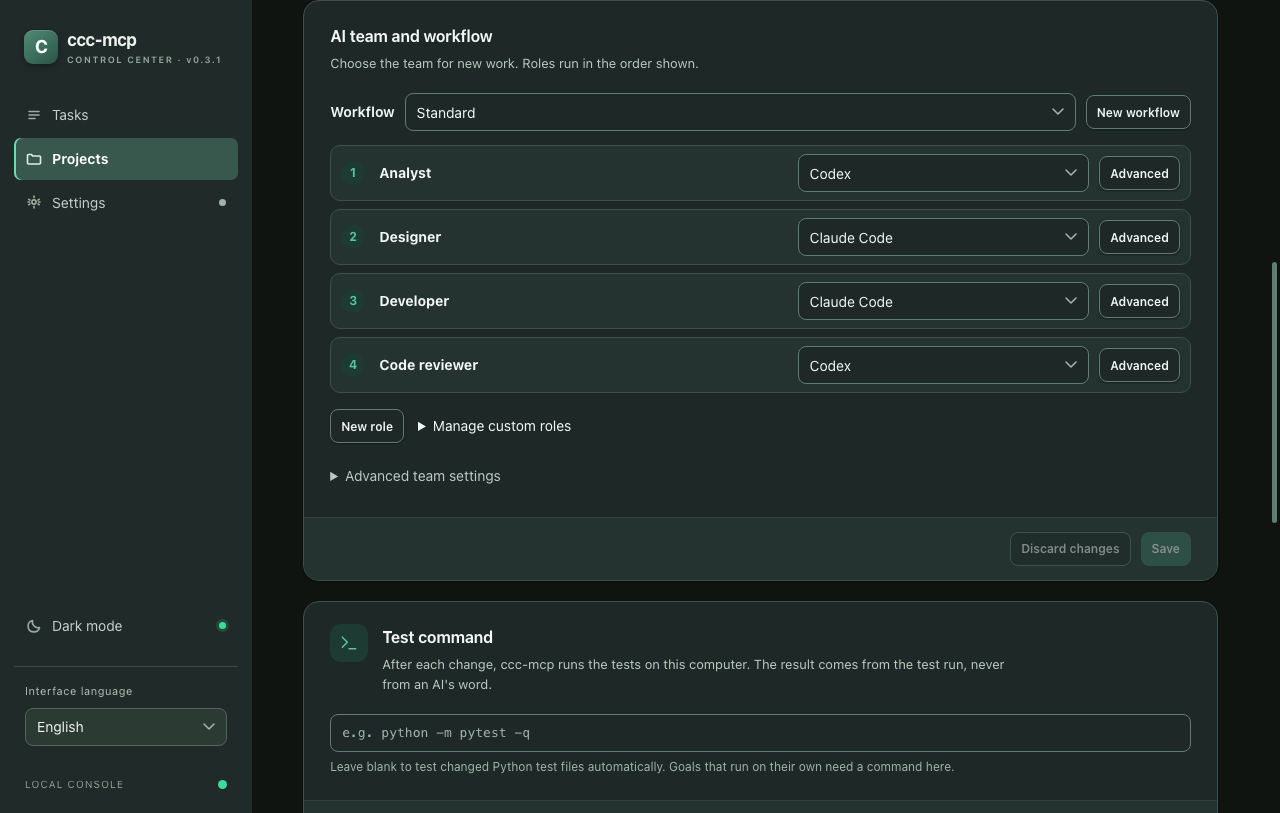 C
ccc-mcp
CONTROL CENTER · v0.3.1
Tasks
Projects
Settings
Dark mode
Interface language
English
LOCAL CONSOLE
AI team and workflow
Choose the team for new work. Roles run in the order shown.
Workflow
Standard
New workflow
1 Analyst Codex Advanced
2 Designer Claude Code Advanced
3 Developer Claude Code Advanced
4 Code reviewer Codex Advanced
New role
Manage custom roles
Advanced team settings
Discard changes
Save
Test command
After each change, ccc-mcp runs the tests on this computer. The result comes from the test run, never
from an AI's word.
e.g. python -m pytest -q
Leave blank to test changed Python test files automatically. Goals that run on their own need a command here.